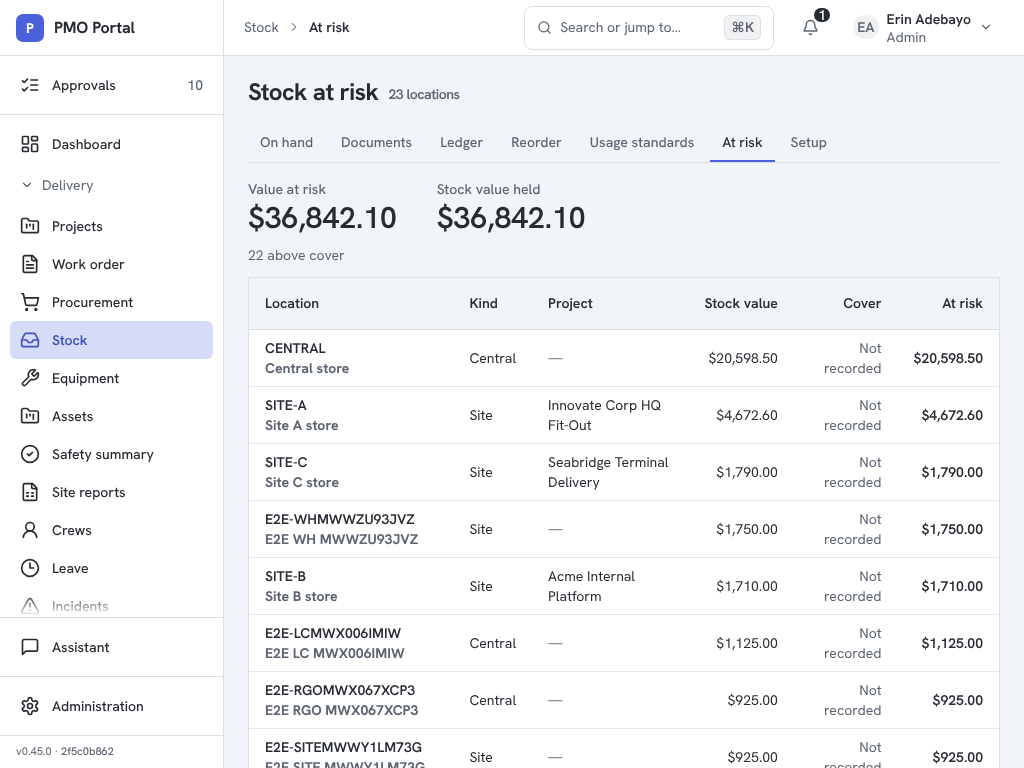 P PMO Portal
Stock > At risk
Search or jump to... ⌘K
1
EA Erin Adebayo
Admin
Approvals 10
Dashboard
Delivery
Projects
Work order
Procurement
Stock
Equipment
Assets
Safety summary
Site reports
Crews
Leave
Incidents
Assistant
Administration
v0.45.0 · 2f5c0b862
Stock at risk 23 locations
On hand Documents Ledger Reorder Usage standards At risk Setup
Value at risk Stock value held
$36,842.10 $36,842.10
22 above cover
Location Kind Project Stock value Cover At risk
CENTRAL
Central store
Central — $20,598.50 Not recorded $20,598.50
SITE-A
Site A store
Site Innovate Corp HQ Fit-Out $4,672.60 Not recorded $4,672.60
SITE-C
Site C store
Site Seabridge Terminal Delivery $1,790.00 Not recorded $1,790.00
E2E-WHMWWZU93JVZ
E2E WH MWWZU93JVZ
Site — $1,750.00 Not recorded $1,750.00
SITE-B
Site B store
Site Acme Internal Platform $1,710.00 Not recorded $1,710.00
E2E-LCMWX006IMIW
E2E LC MWX006IMIW
Central — $1,125.00 Not recorded $1,125.00
E2E-RGOMWX067XCP3
E2E RGO MWX067XCP3
Central — $925.00 Not recorded $925.00
E2E-SITEMWWY1LM73G
E2E SITE MWWY1LM73G
Site — $925.00 Not recorded $925.00